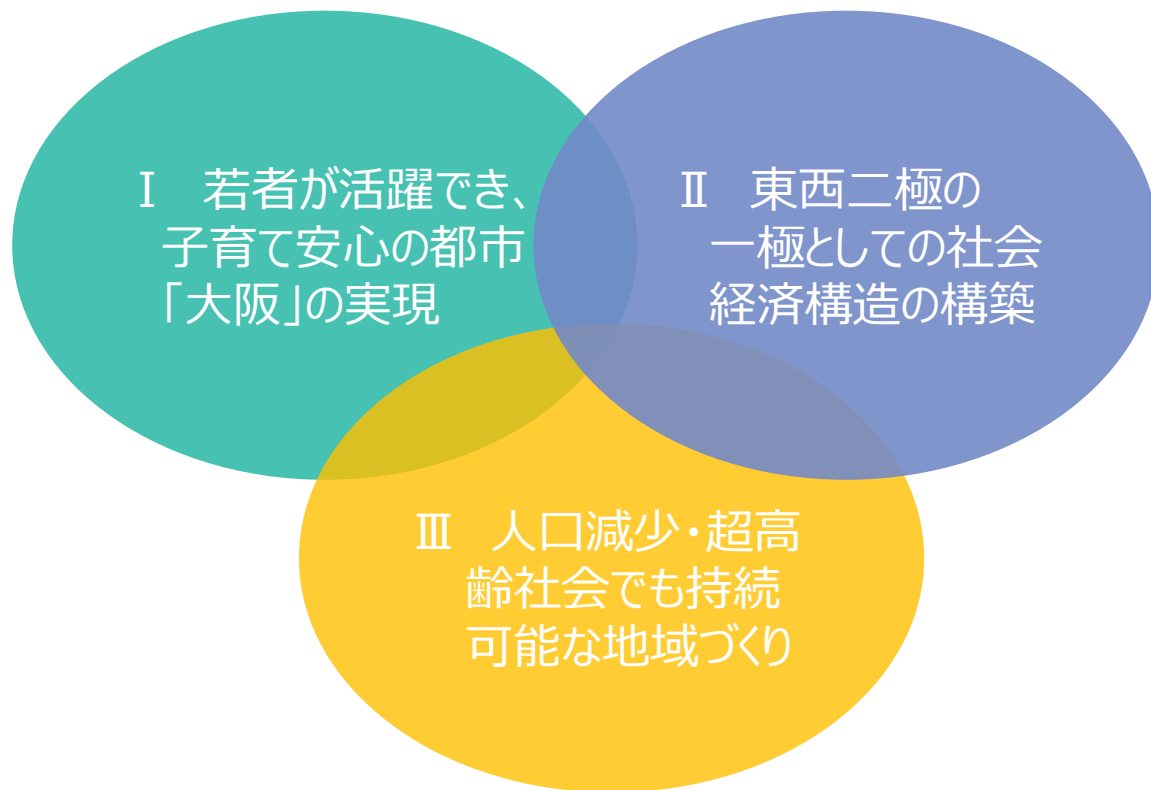 Ⅰ 若者が活躍でき、
子育て安心の都市
「大阪」の実現
Ⅱ 東西二極の
一極としての社会
経済構造の構築
Ⅲ 人口減少・超高
齢社会でも持続
可能な地域づくり